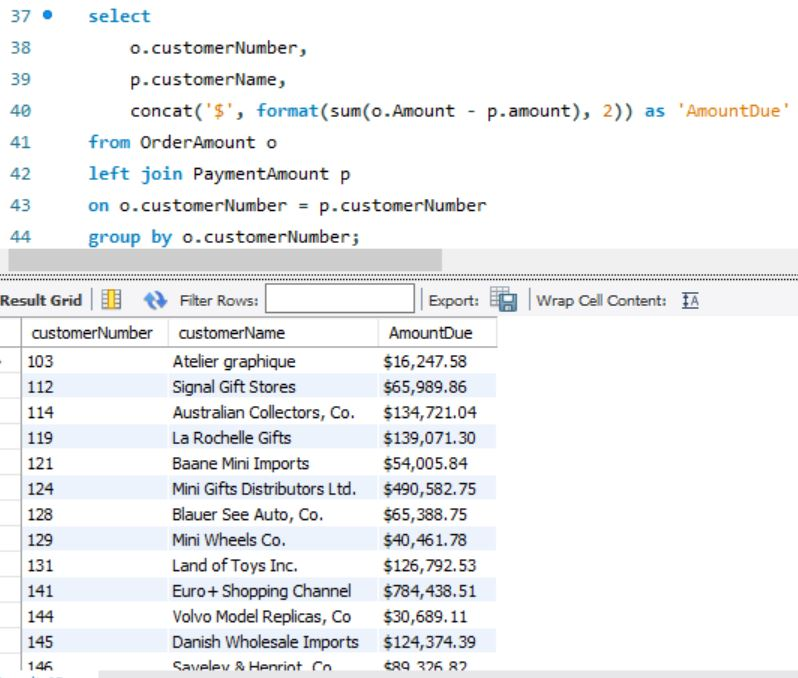 37 select
38 o.customerNumber,
39 p.customerName,
40 concat('$', format(sum(o.Amount - p.amount), 2)) as 'AmountDue'
41 from OrderAmount o
42 left join PaymentAmount p
43 on o.customerNumber = p.customerNumber
44 group by o.customerNumber;
Result Grid Filter Rows: Export: Wrap Cell Content: IA
customerNumber customerName AmountDue
103 Atelier graphique $16,247.58
112 Signal Gift Stores $65,989.86
114 Australian Collectors, Co. $134,721.04
119 La Rochelle Gifts $139,071.30
121 Baane Mini Imports $54,005.84
124 Mini Gifts Distributors Ltd. $490,582.75
128 Blauer See Auto, Co. $65,388.75
129 Mini Wheels Co. $40,461.78
131 Land of Toys Inc. $126,792.53
141 Euro+ Shopping Channel $784,438.51
144 Volvo Model Replicas, Co $30,689.11
145 Danish Wholesale Imports $124,374.39
146 Saveley & Henriot, Co. $89,326.82